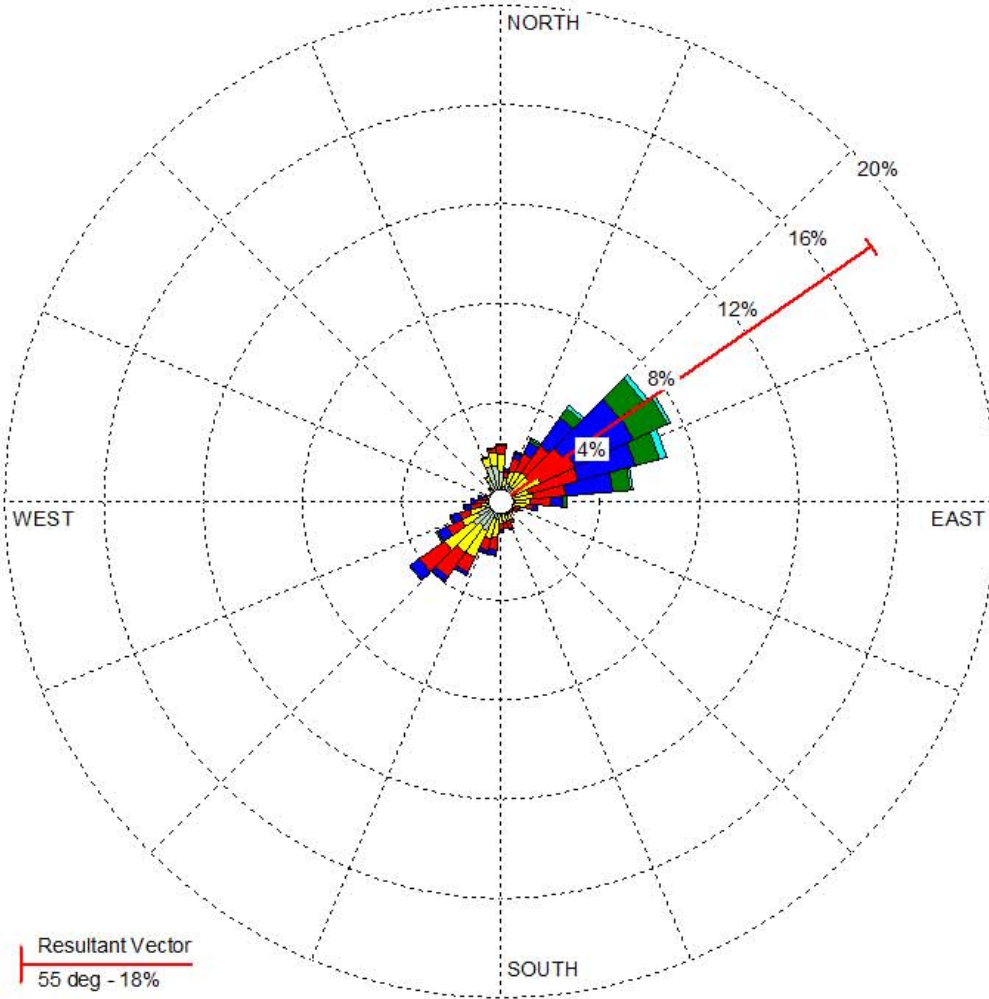 NORTH
20%
16%
12%
8%
4%
WEST
EAST
Resultant Vector
55 deg - 18%
SOUTH